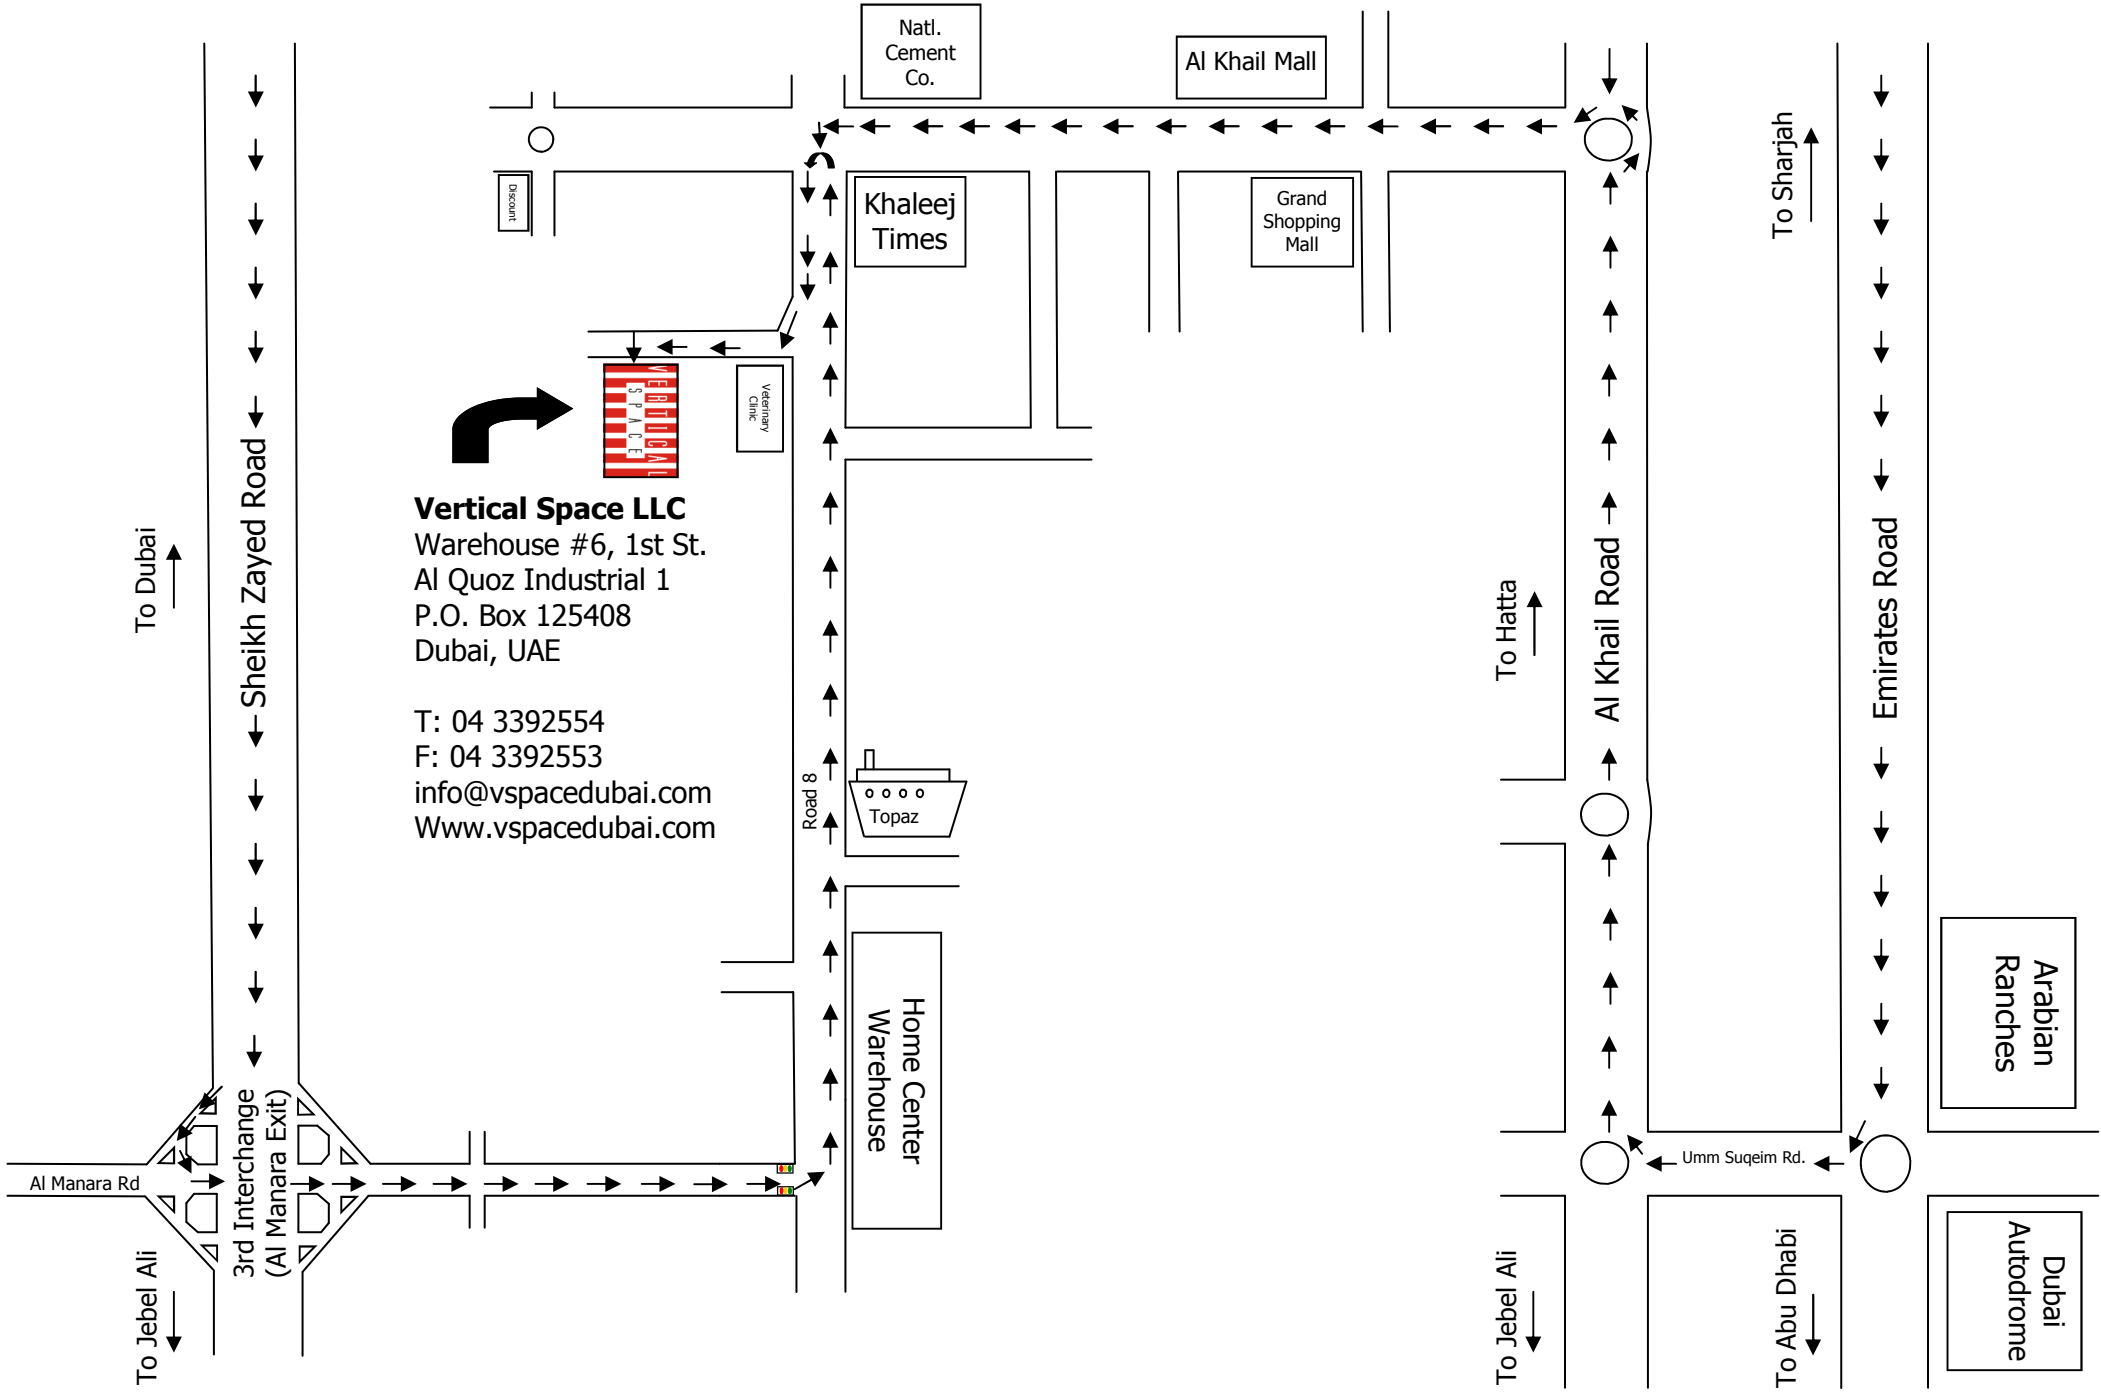 Natl.
Cement
Co.
Al Khail Mall
Discount
Khaleej
Times
Grand
Shopping
Mall
To Sharjah
VERTICAL
SPACE
Veterinary
Clinic
Sheikh Zayed Road
To Dubai
Vertical Space LLC
Warehouse #6, 1st St.
Al Quoz Industrial 1
P.O. Box 125408
Dubai, UAE
T: 04 3392554
F: 04 3392553
info@vspacedubai.com
Www.vspacedubai.com
Road 8
Topaz
To Hatta
Al Khail Road
Emirates Road
Home Center
Warehouse
Arabian
Ranches
Al Manara Rd
3rd Interchange
(Al Manara Exit)
Umm Suqeim Rd.
To Jebel Ali
To Jebel Ali
To Abu Dhabi
Dubai
Autodrome